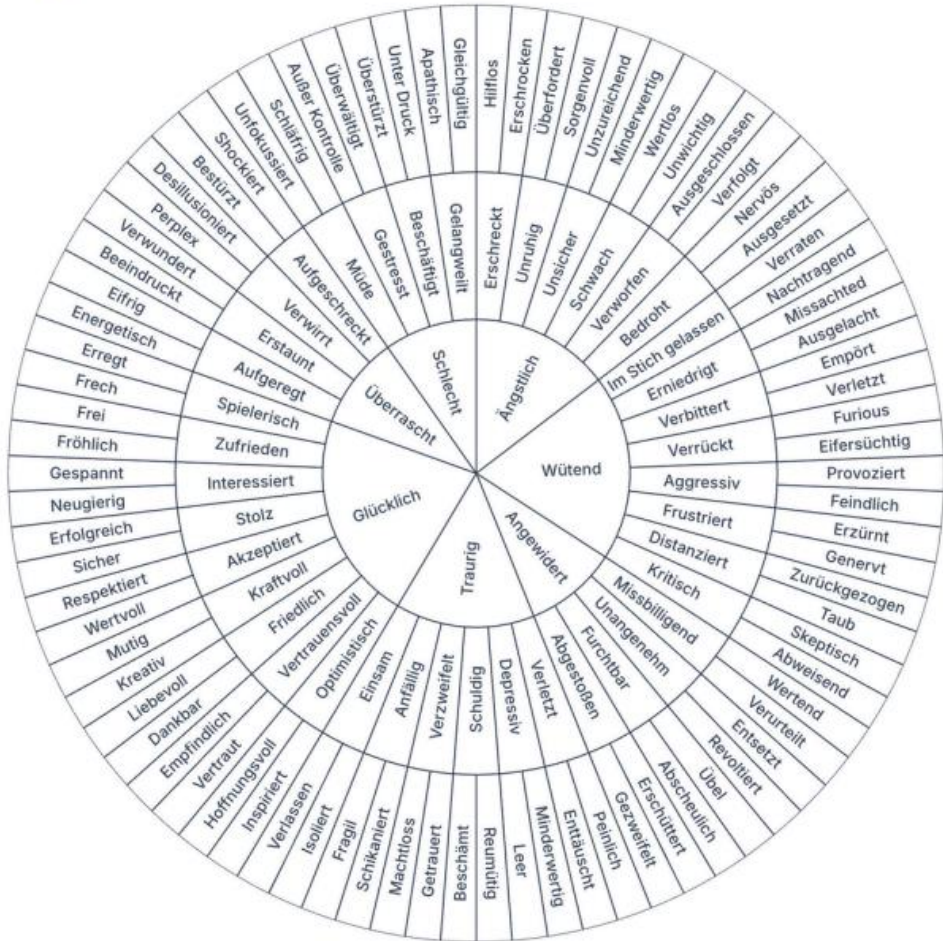 Schlecht
Ängstlich
Wütend
Angewidert
Traurig
Glücklich
Überrascht
Erschreckt
Unruhig
Unsicher
Schwach
Verworfen
Bedroht
Im Stich gelassen
Erniedrigt
Verbittert
Verrückt
Aggressiv
Frustriert
Distanziert
Kritisch
Missbilligend
Unangenehm
Furchtbar
Abgestoßen
Verletzt
Depressiv
Schuldig
Verzweifelt
Anfällig
Einsam
Optimistisch
Vertrauensvoll
Friedlich
Kraftvoll
Akzeptiert
Stolz
Interessiert
Zufrieden
Spielerisch
Aufgeregt
Erstaunt
Verwirrt
Aufgeschreckt
Müde
Gestresst
Beschäftigt
Gelangweilt
Hilflos
Erschrocken
Überfordert
Sorgenvoll
Unzureichend
Minderwertig
Wertlos
Unwichtig
Ausgeschlossen
Verfolgt
Nervös
Ausgesetzt
Verraten
Nachtragend
Missachted
Ausgelacht
Empört
Verletzt
Furious
Eifersüchtig
Provoziert
Feindlich
Erzürnt
Genervt
Zurückgezogen
Taub
Skeptisch
Abweisend
Wertend
Verurteilt
Entsetzt
Revoltiert
Übel
Abscheulich
Erschüttert
Gezweifelt
Peinlich
Enttäuscht
Minderwertig
Leer
Reumütig
Beschämt
Getrauert
Machtloss
Schikaniert
Fragil
Isoliert
Verlassen
Inspiriert
Hoffnungsvoll
Vertraut
Empfindlich
Dankbar
Liebevoll
Kreativ
Mutig
Wertvoll
Respektiert
Sicher
Erfolgreich
Neugierig
Gespannt
Fröhlich
Frei
Frech
Erregt
Energetisch
Eifrig
Beeindruckt
Verwundert
Perplex
Desillusioniert
Bestürzt
Shockiert
Unfokussiert
Schläfrig
Außer Kontrolle
Überwältigt
Überstürzt
Unter Druck
Apathisch
Gleichgültig